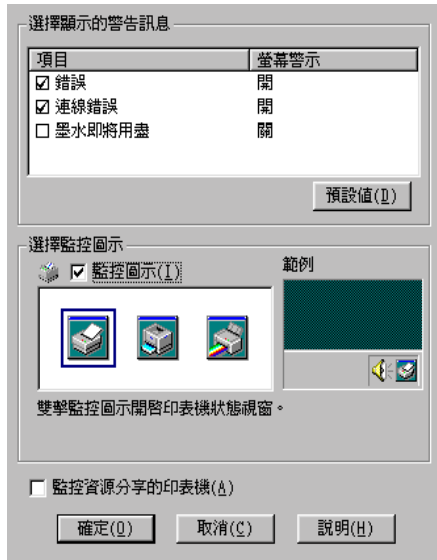 選擇顯示的警告訊息
項目 螢幕警示
錯誤 開
連線錯誤 開
墨水即將用盡 關
預設值(D)
選擇監控圖示
監控圖示(I) 範例
雙擊監控圖示開啓印表機狀態視窗。
監控資源分享的印表機(A)
確定(O) 取消(C) 說明(H)